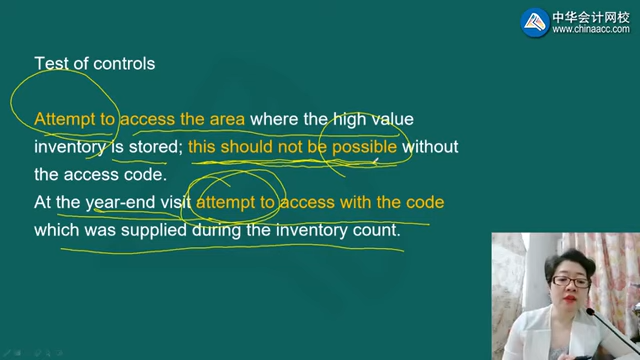 中华会计网校
www.chinaacc.com
Test of controls
Attempt to access the area where the high value
inventory is stored; this should not be possible without
the access code.
At the year-end visit attempt to access with the code
which was supplied during the inventory count.